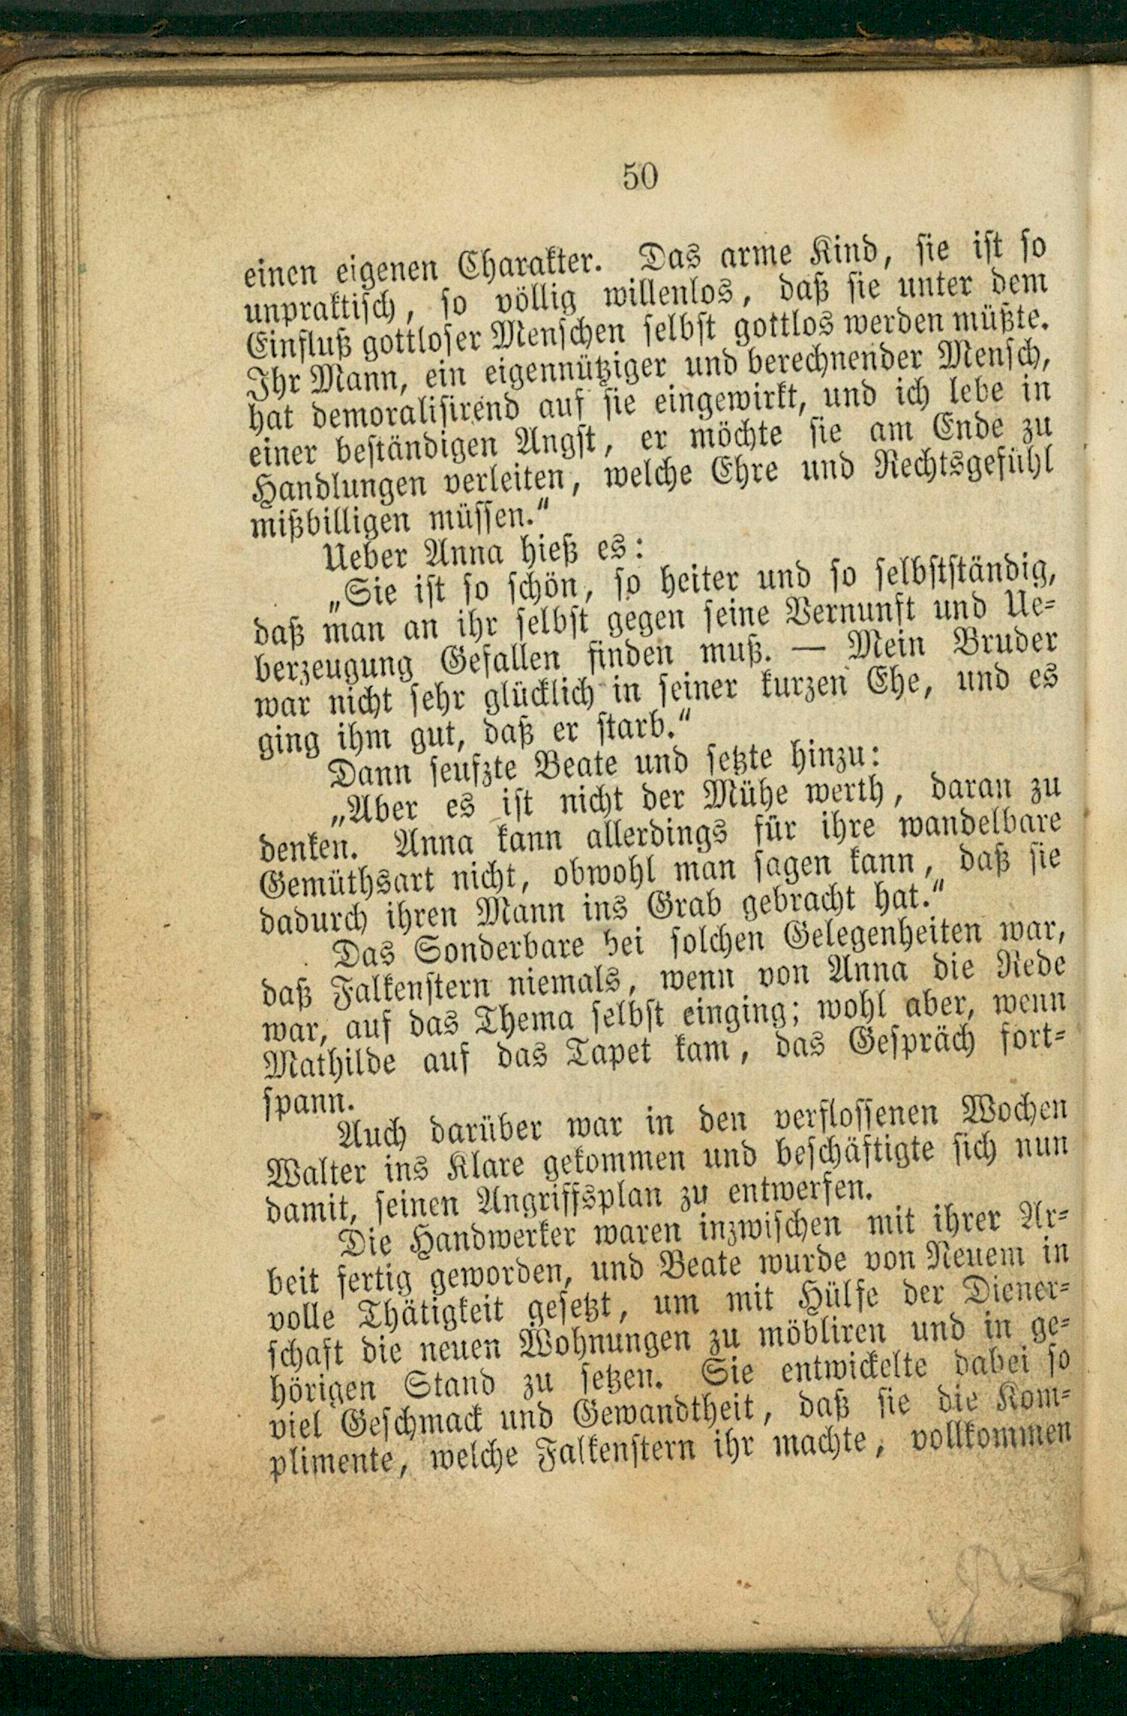 50
einen eigenen Charakter. Das arme Kind, sie ist so
unpraktisch, so völlig willenlos, daß sie unter dem
Einfluß gottloser Menschen selbst gottlos werden müßte.
Ihr Mann, ein eigennütziger und berechnender Mensch,
hat demoralisirend auf sie eingewirkt, und ich lebe in
einer beständigen Angst, er möchte sie am Ende zu
Handlungen verleiten, welche Ehre und Rechtsgefühl
mißbilligen müssen.“
Ueber Anna hieß es:
„Sie ist so schön, so heiter und so selbstständig,
daß man an ihr selbst gegen seine Vernunft und Ue-
berzeugung Gefallen finden muß. — Mein Bruder
war nicht sehr glücklich in seiner kurzen Ehe, und es
ging ihm gut, daß er starb.“
Dann seufzte Beate und setzte hinzu:
„Aber es ist nicht der Mühe werth, daran zu
denken. Anna kann allerdings für ihre wandelbare
Gemüthsart nicht, obwohl man sagen kann, daß sie
dadurch ihren Mann ins Grab gebracht hat.“
Das Sonderbare bei solchen Gelegenheiten war,
daß Falkenstern niemals, wenn von Anna die Rede
war, auf das Thema selbst einging; wohl aber, wenn
Mathilde auf das Tapet kam, das Gespräch fort-
spann.
Auch darüber war in den verflossenen Wochen
Walter ins Klare gekommen und beschäftigte sich nun
damit, seinen Angriffsplan zu entwerfen.
Die Handwerker waren inzwischen mit ihrer Ar-
beit fertig geworden, und Beate wurde von Neuem in
volle Thätigkeit gesetzt, um mit Hülfe der Diener-
schaft die neuen Wohnungen zu möbliren und in ge-
hörigen Stand zu setzen. Sie entwickelte dabei so
viel Geschmack und Gewandtheit, daß sie die Kom-
plimente, welche Falkenstern ihr machte, vollkommen